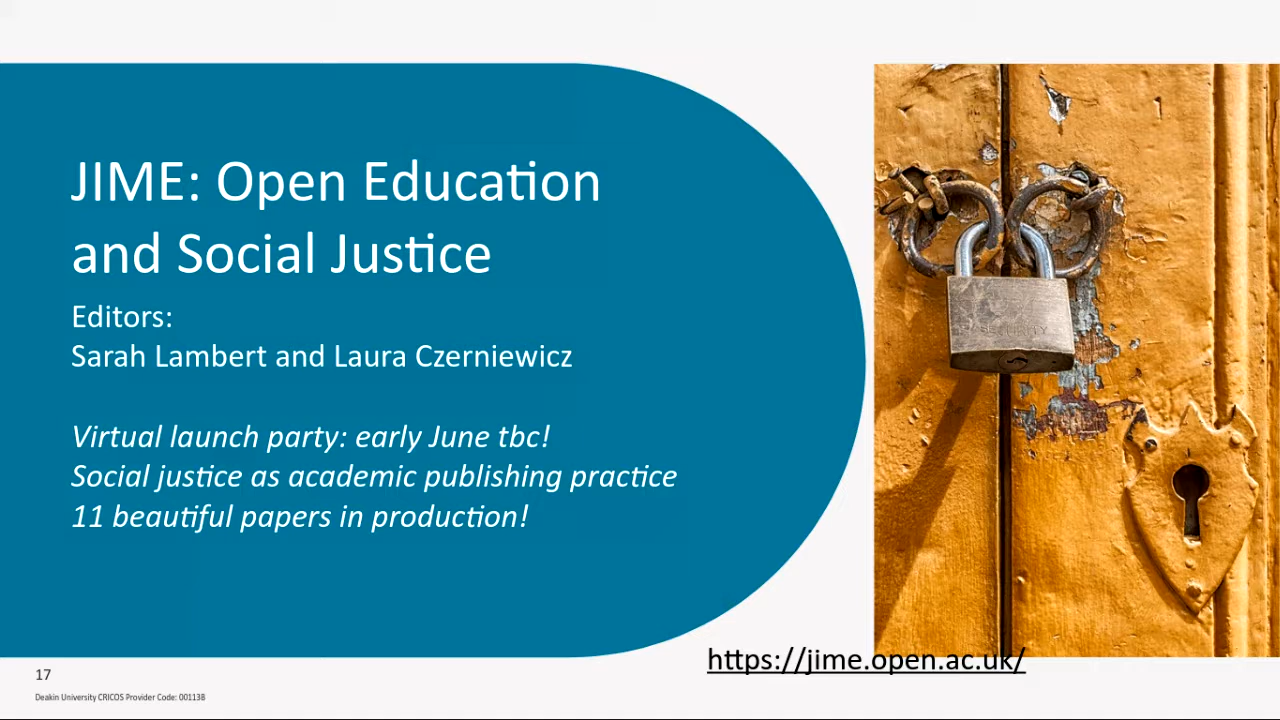 JIME: Open Education
and Social Justice
Editors:
Sarah Lambert and Laura Czerniewicz
Virtual launch party: early June tbc!
Social justice as academic publishing practice
11 beautiful papers in production!
SECURITY
https://jime.open.ac.uk/
17
Deakin University CRICOS Provider Code: 00113B